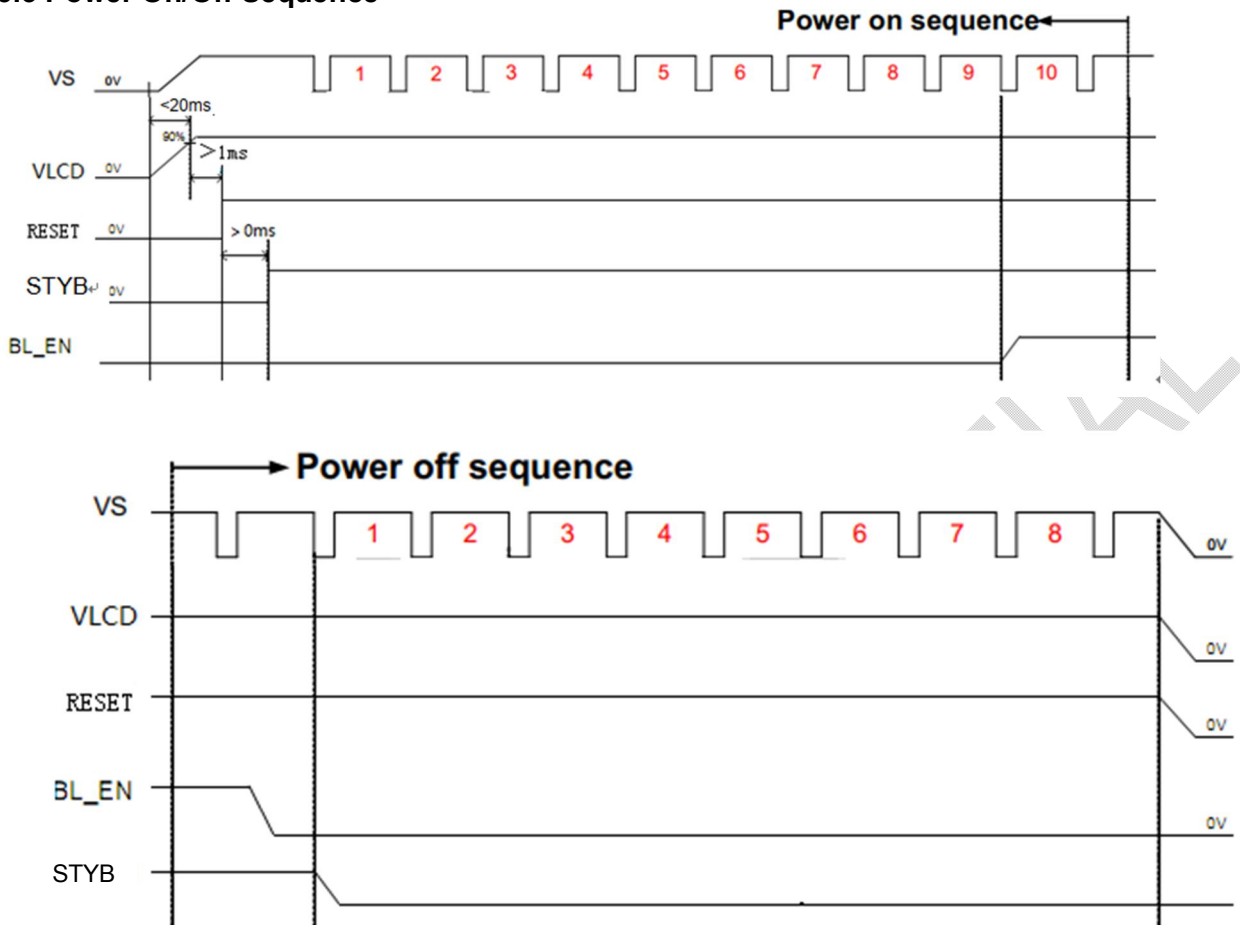 Power On/Off Sequence
Power on sequence
VS 0V
1 2 3 4 5 6 7 8 9 10
<20ms
90%
>1ms
VLCD 0V
RESET 0V
>0ms
STYB↵ 0V
BL_EN
Power off sequence
VS
1 2 3 4 5 6 7 8
0V
VLCD
0V
RESET
0V
BL_EN
0V
STYB